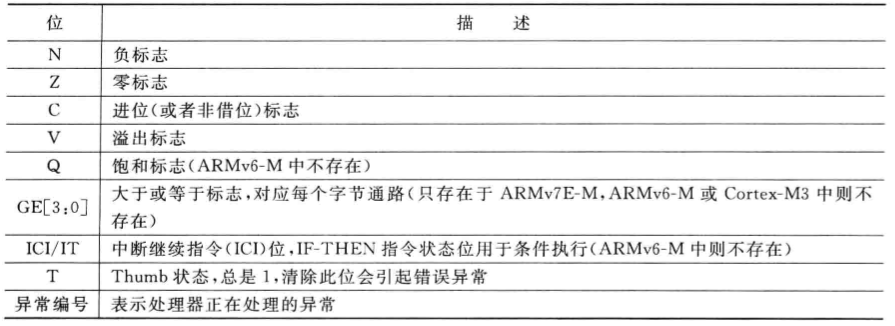 位 描 述
N 负标志
Z 零标志
C 进位(或者非借位)标志
V 溢出标志
Q 饱和标志(ARMv6-M 中不存在)
GE[3:0] 大于或等于标志,对应每个字节通路(只存在于 ARMv7E-M,ARMv6-M 或 Cortex-M3 中则不
存在)
ICI/IT 中断继续指令(ICI)位,IF-THEN 指令状态位用于条件执行(ARMv6-M 中则不存在)
T Thumb 状态,总是 1,清除此位会引起错误异常
异常编号 表示处理器正在处理的异常